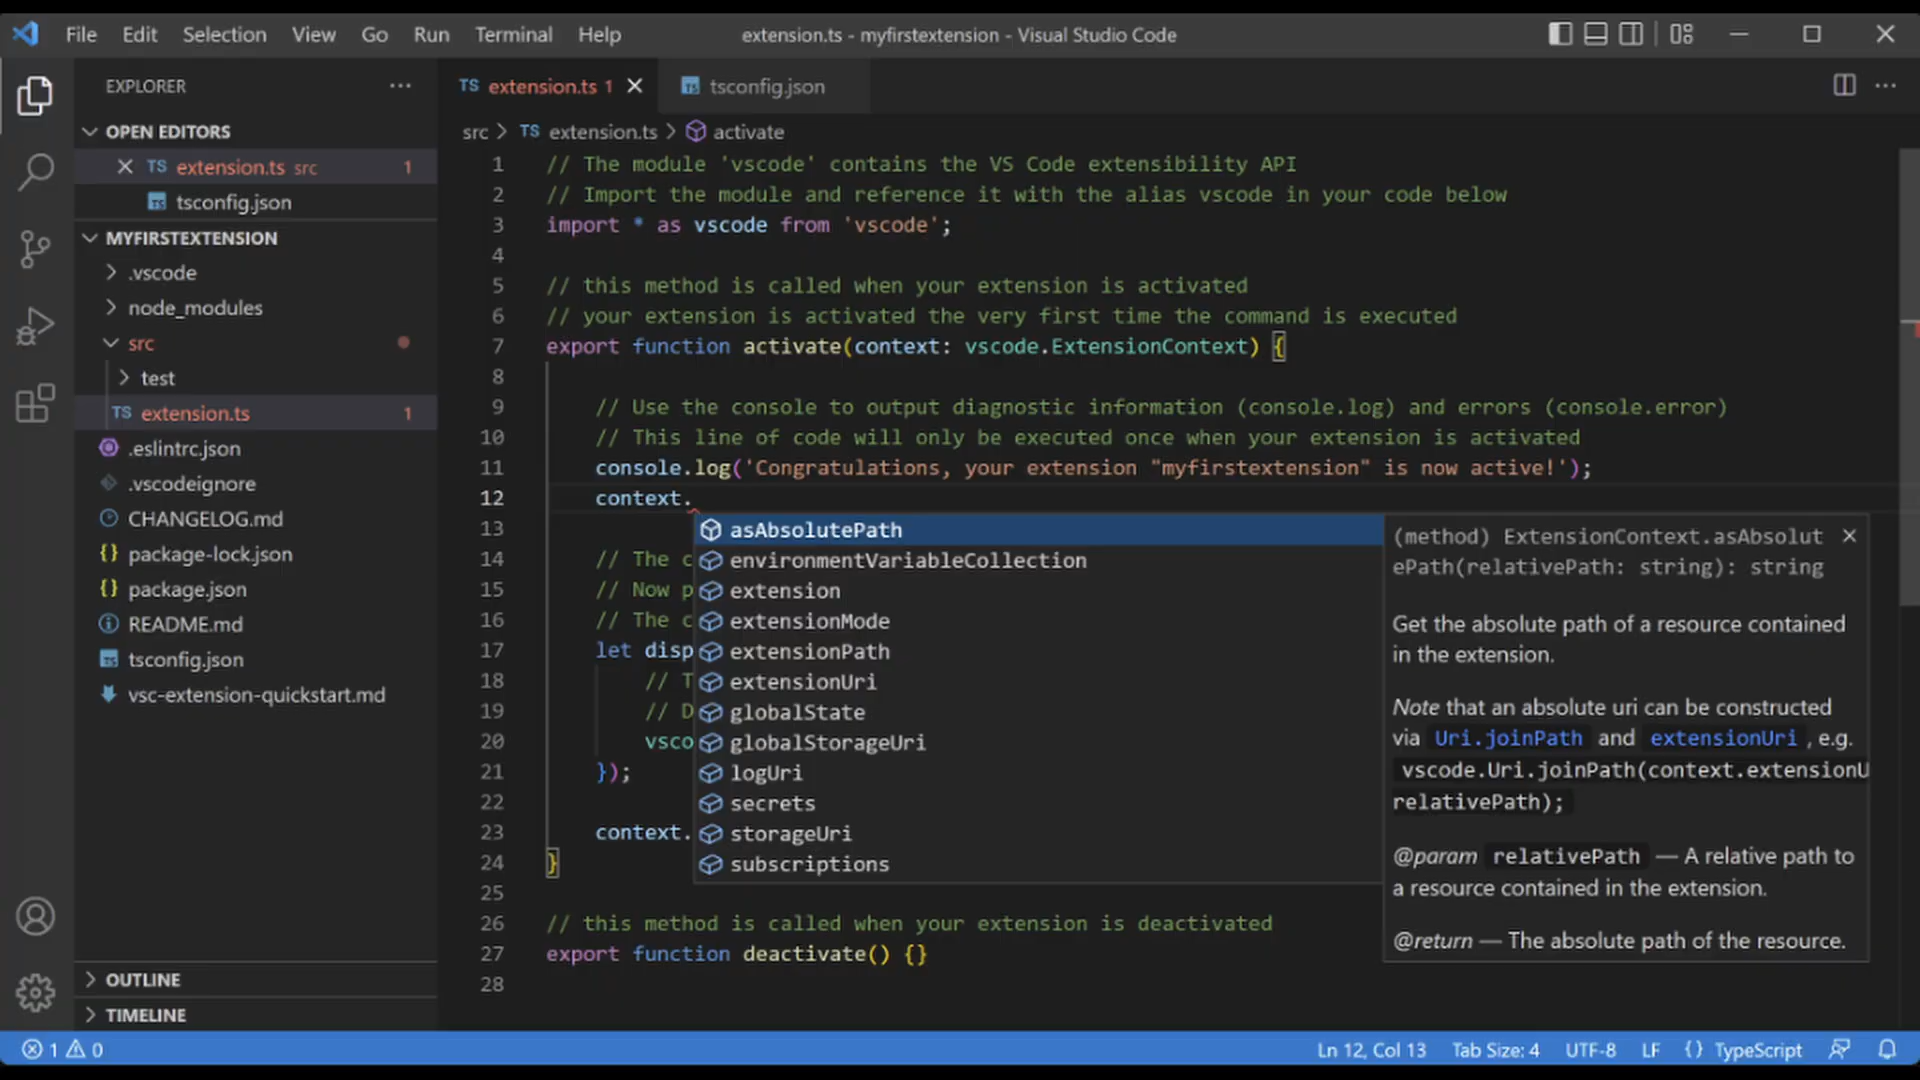 File Edit Selection View Go Run Terminal Help
extension.ts - myfirstextension - Visual Studio Code
EXPLORER
OPEN EDITORS
TS extension.ts src 1
TS tsconfig.json
MYFIRSTEXTENSION
.vscode
node_modules
src
test
TS extension.ts 1
.eslintrc.json
.vscodeignore
CHANGELOG.md
{} package-lock.json
{} package.json
README.md
TS tsconfig.json
vsc-extension-quickstart.md
OUTLINE
TIMELINE
TS extension.ts 1
TS tsconfig.json
src > TS extension.ts > activate
1 // The module 'vscode' contains the VS Code extensibility API
2 // Import the module and reference it with the alias vscode in your code below
3 import * as vscode from 'vscode';
4
5 // this method is called when your extension is activated
6 // your extension is activated the very first time the command is executed
7 export function activate(context: vscode.ExtensionContext) {
8
9 // Use the console to output diagnostic information (console.log) and errors (console.error)
10 // This line of code will only be executed once when your extension is activated
11 console.log('Congratulations, your extension "myfirstextension" is now active!');
12 context.
13
14 // The c
15 // Now p
16 // The c
17 let disp
18 // T
19 // D
20 vsco
21 });
22
23 context.
24 }
25
26 // this method is called when your extension is deactivated
27 export function deactivate() {}
28
asAbsolutePath
environmentVariableCollection
extension
extensionMode
extensionPath
extensionUri
globalState
globalStorageUri
logUri
secrets
storageUri
subscriptions
(method) ExtensionContext.asAbsolut
ePath(relativePath: string): string
Get the absolute path of a resource contained
in the extension.
Note that an absolute uri can be constructed
via Uri.joinPath and extensionUri , e.g.
vscode.Uri.joinPath(context.extensionU
relativePath);
@param relativePath — A relative path to
a resource contained in the extension.
@return — The absolute path of the resource.
1 0
Ln 12, Col 13 Tab Size: 4 UTF-8 LF {} TypeScript